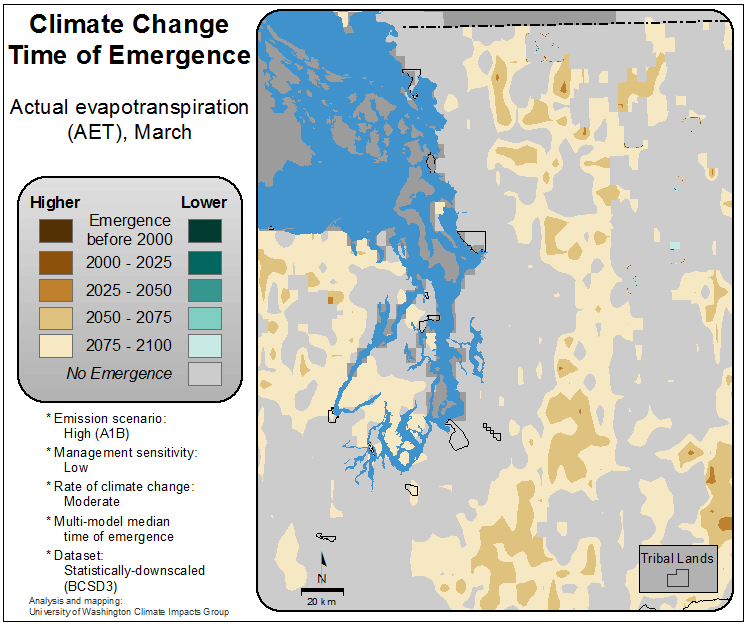 Climate Change
Time of Emergence
Actual evapotranspiration
(AET), March
Higher Lower
Emergence
before 2000
2000 - 2025
2025 - 2050
2050 - 2075
2075 - 2100
No Emergence
* Emission scenario:
High (A1B)
* Management sensitivity:
Low
* Rate of climate change:
Moderate
* Multi-model median
time of emergence
* Dataset:
Statistically-downscaled
(BCSD3)
Analysis and mapping:
University of Washington Climate Impacts Group
N
20 km
Tribal Lands